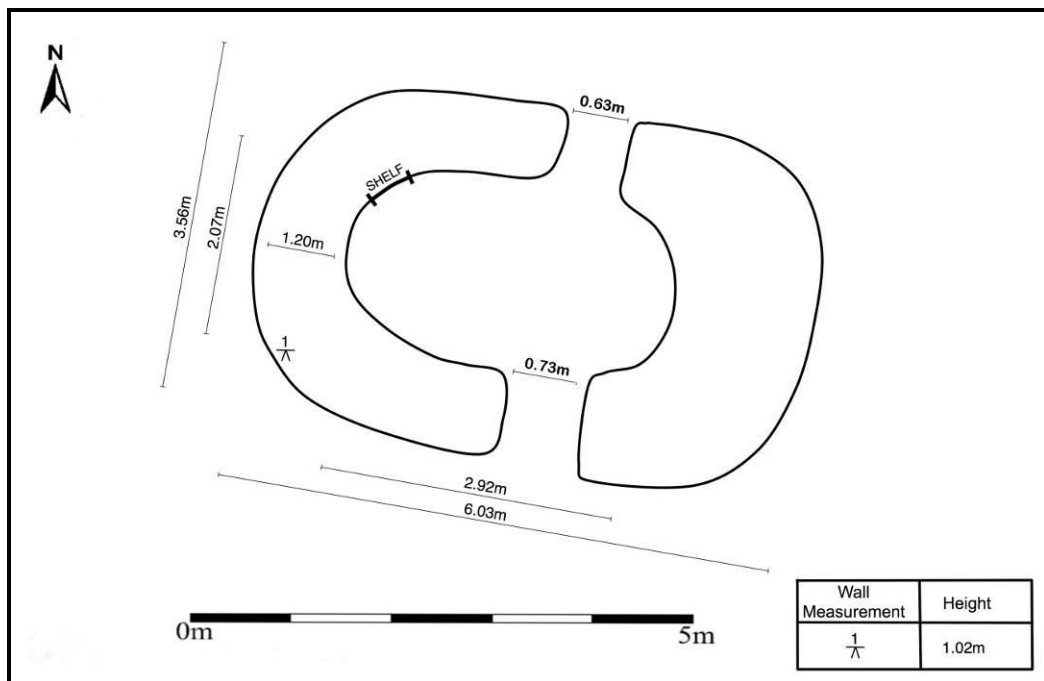 N
0.63m
SHELF
3.56m
2.07m
1.20m
1
0.73m
2.92m
6.03m
0m
5m
Wall Measurement
Height
1
1.02m